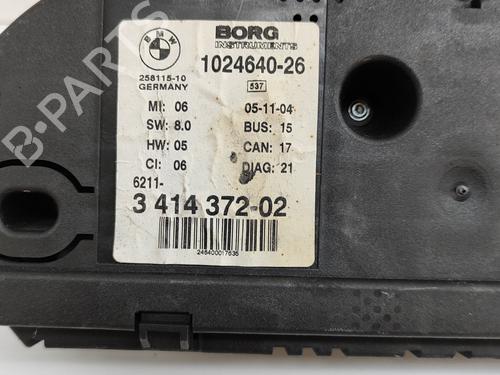 BMW
BORG
INSTRUMENTS
1024640-26
258115-10
GERMANY
537
MI: 06 05-11-04
SW: 8.0 BUS: 15
HW: 05 CAN: 17
CI: 06 DIAG: 21
6211-
3 414 372-02
246400017635
B-Parts